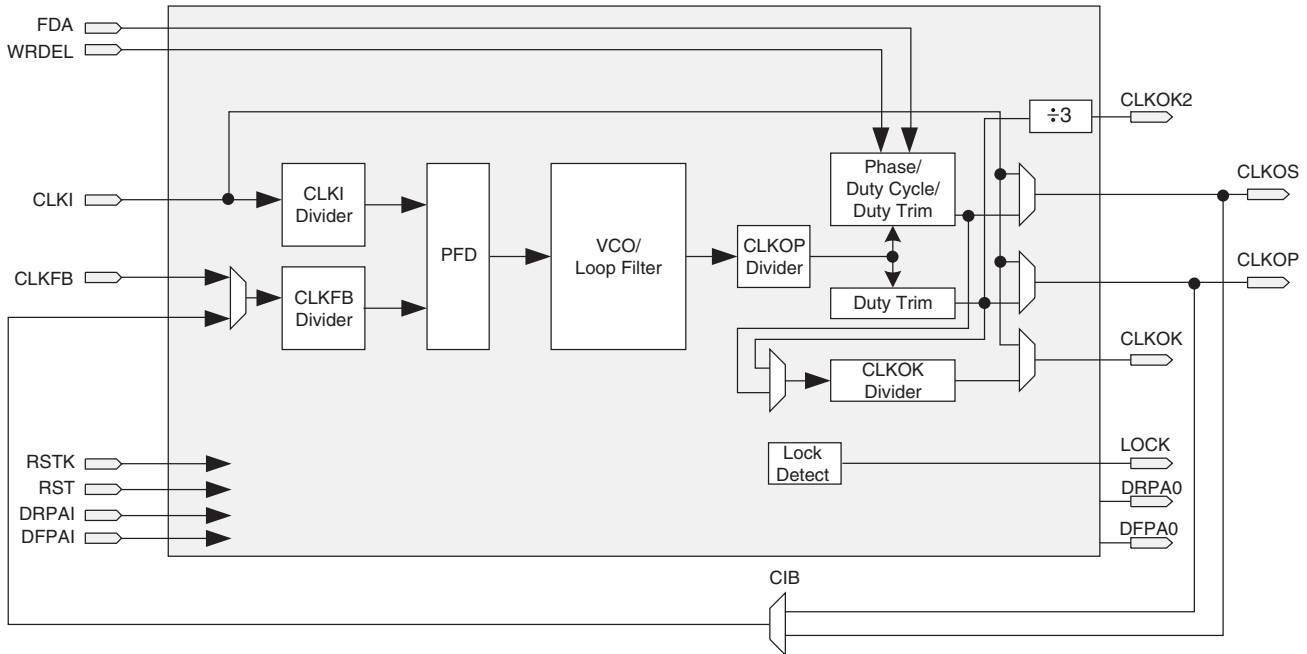 FDA
WRDEL
CLKOK2
÷3
Phase/
Duty Cycle/
Duty Trim
CLKOS
CLKI
CLKI
Divider
PFD
VCO/
Loop Filter
CLKOP
Divider
CLKFB
CLKFB
Divider
CLKOP
Duty Trim
CLKOK
CLKOK
Divider
Lock
Detect
LOCK
RSTK
RST
DRPAI
DFPAI
DRPA0
DFPA0
CIB